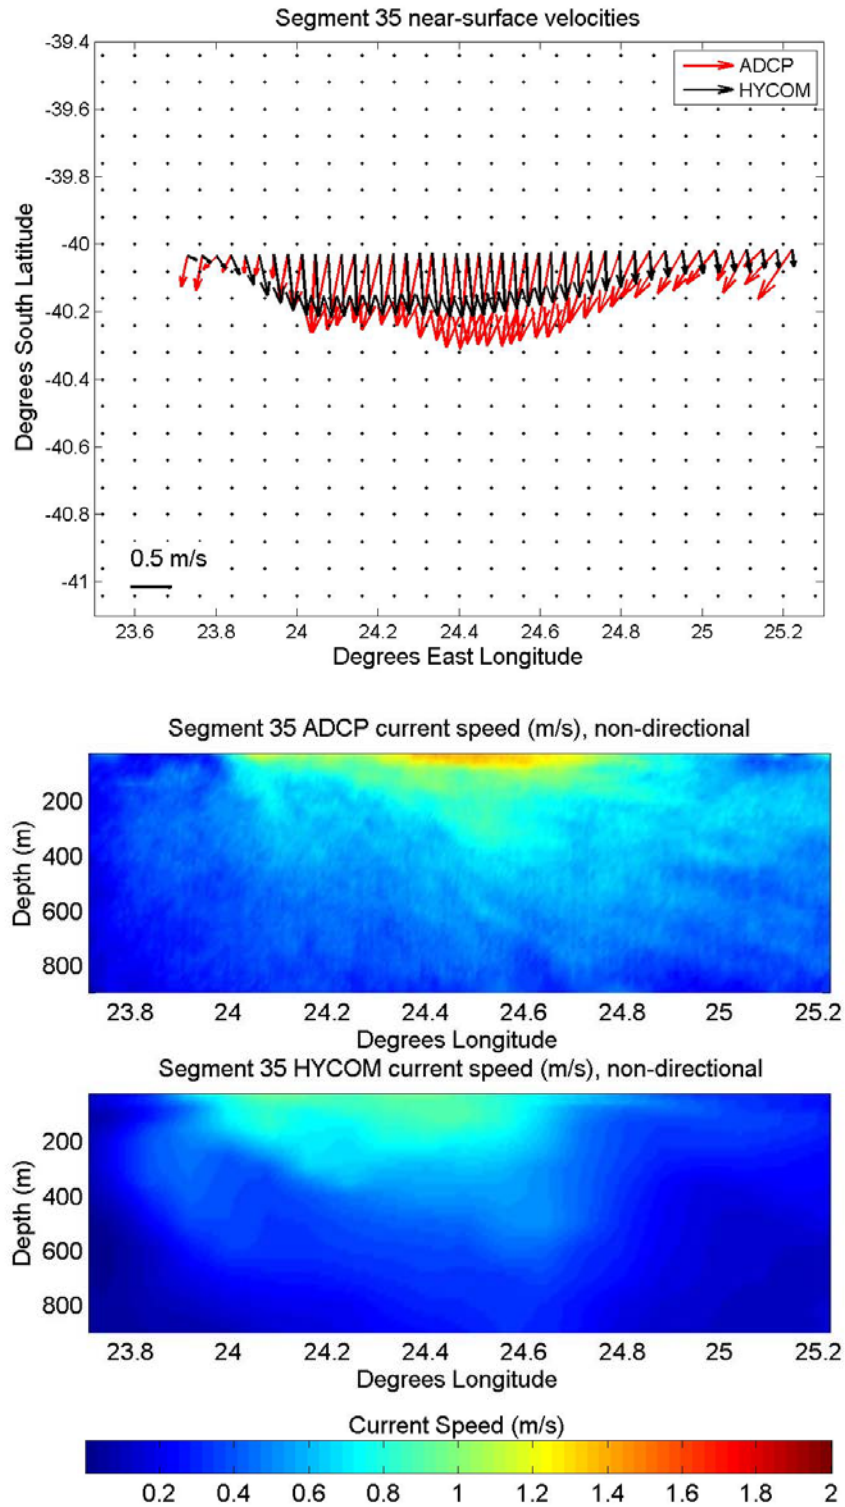 Segment 35 near-surface velocities
-39.4
-39.6
-39.8
-40
-40.2
-40.4
-40.6
-40.8
-41
Degrees South Latitude
ADCP
HYCOM
0.5 m/s
23.6 23.8 24 24.2 24.4 24.6 24.8 25 25.2
Degrees East Longitude
Segment 35 ADCP current speed (m/s), non-directional
200
400
600
800
Depth (m)
23.8 24 24.2 24.4 24.6 24.8 25 25.2
Degrees Longitude
Segment 35 HYCOM current speed (m/s), non-directional
200
400
600
800
Depth (m)
23.8 24 24.2 24.4 24.6 24.8 25 25.2
Degrees Longitude
Current Speed (m/s)
0.2 0.4 0.6 0.8 1 1.2 1.4 1.6 1.8 2